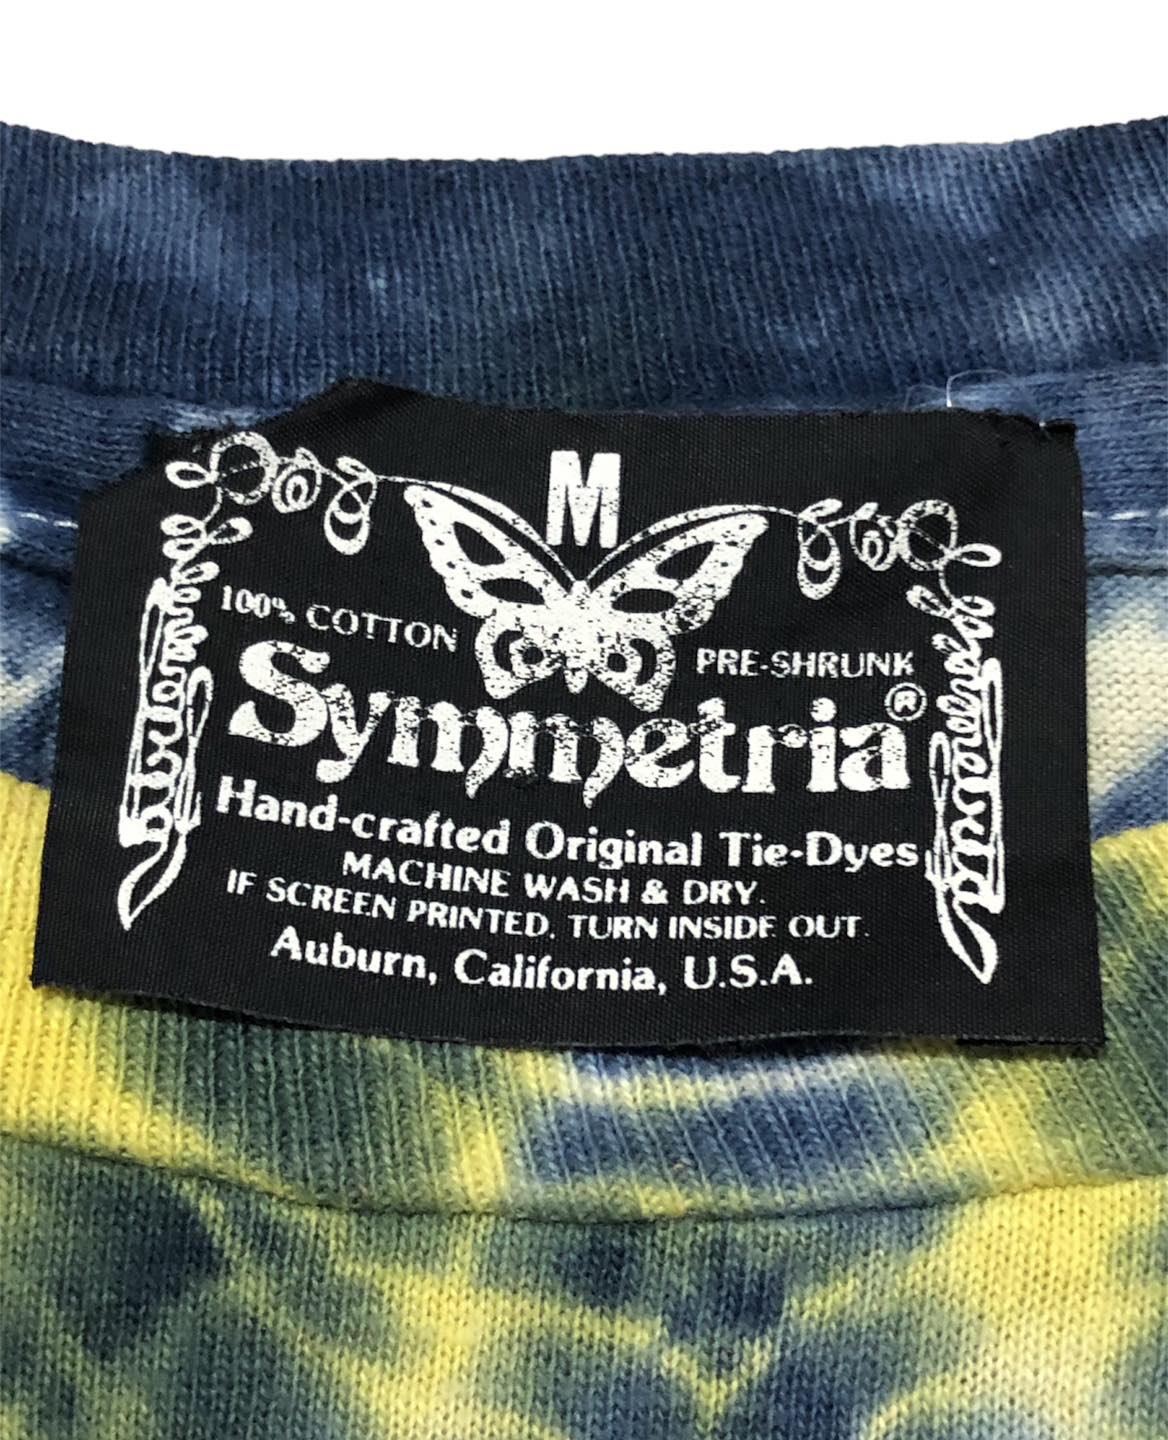 M
100% COTTON
PRE-SHRUNK
Symmetria®
Hand-crafted Original Tie-Dyes
MACHINE WASH & DRY.
IF SCREEN PRINTED, TURN INSIDE OUT.
Auburn, California, U.S.A.